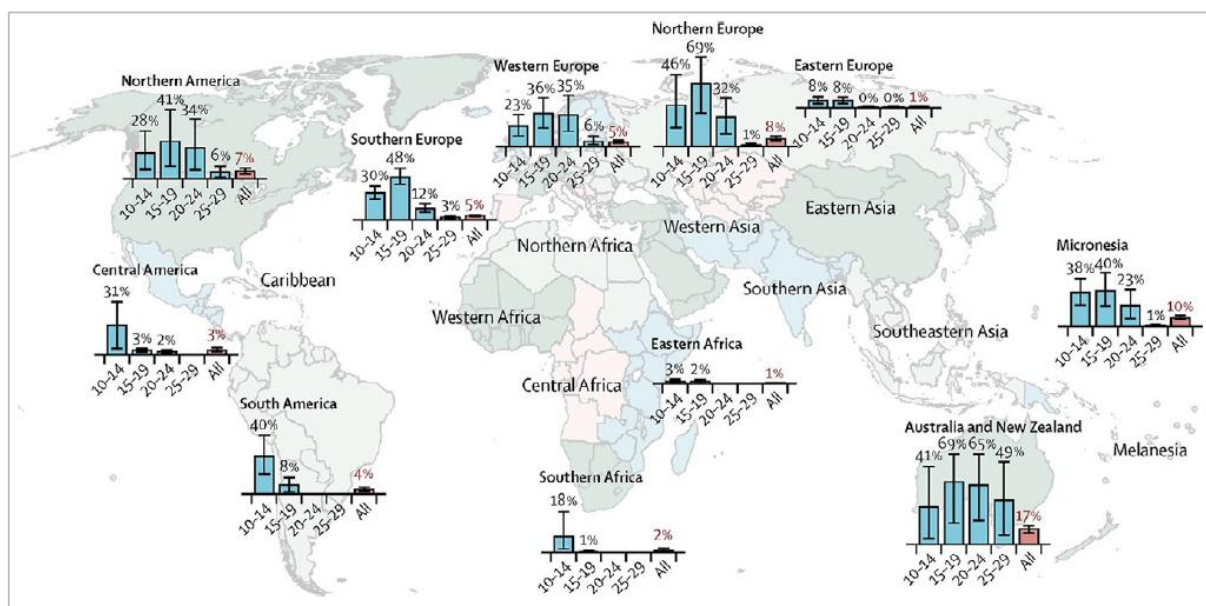 Northern America
28%
41%
34%
6%
7%
10-14
15-19
20-24
25-29
All
Southern Europe
30%
48%
12%
3%
5%
10-14
15-19
20-24
25-29
All
Western Europe
23%
36%
35%
6%
5%
10-14
15-19
20-24
25-29
All
Northern Europe
46%
69%
32%
1%
8%
10-14
15-19
20-24
25-29
All
Eastern Europe
8%
8%
0%
0%
1%
10-14
15-19
20-24
25-29
All
Central America
31%
3%
2%
3%
10-14
15-19
20-24
25-29
All
Caribbean
Northern Africa
Western Africa
Central Africa
Western Asia
Eastern Asia
Southern Asia
Southeastern Asia
Micronesia
38%
40%
23%
1%
10%
10-14
15-19
20-24
25-29
All
Eastern Africa
3%
2%
1%
10-14
15-19
20-24
25-29
All
South America
40%
8%
4%
10-14
15-19
20-24
25-29
All
Southern Africa
18%
1%
2%
10-14
15-19
20-24
25-29
All
Australia and New Zealand
41%
69%
65%
49%
17%
10-14
15-19
20-24
25-29
All
Melanesia